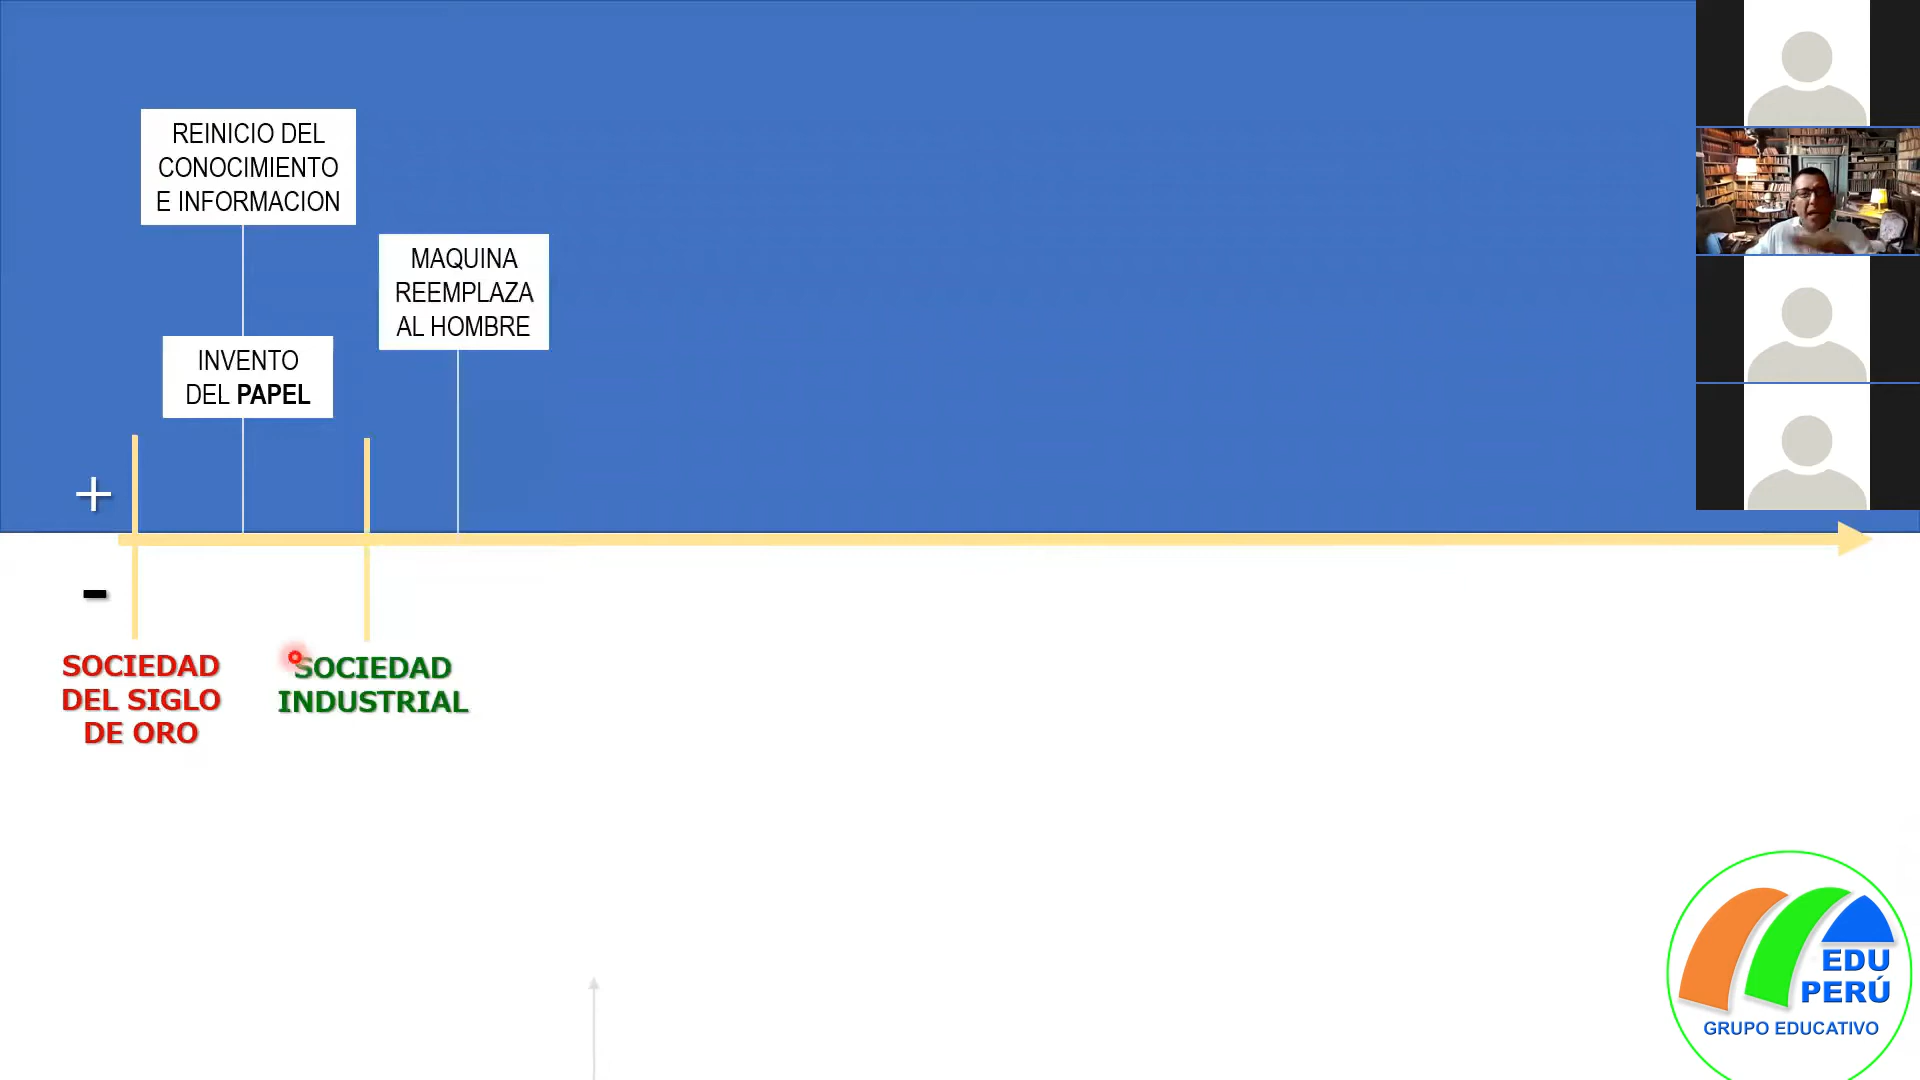 REINICIO DEL
CONOCIMIENTO
E INFORMACION
MAQUINA
REEMPLAZA
AL HOMBRE
INVENTO
DEL PAPEL
+
-
SOCIEDAD
DEL SIGLO
DE ORO
SOCIEDAD
INDUSTRIAL
EDU
PERÚ
GRUPO EDUCATIVO